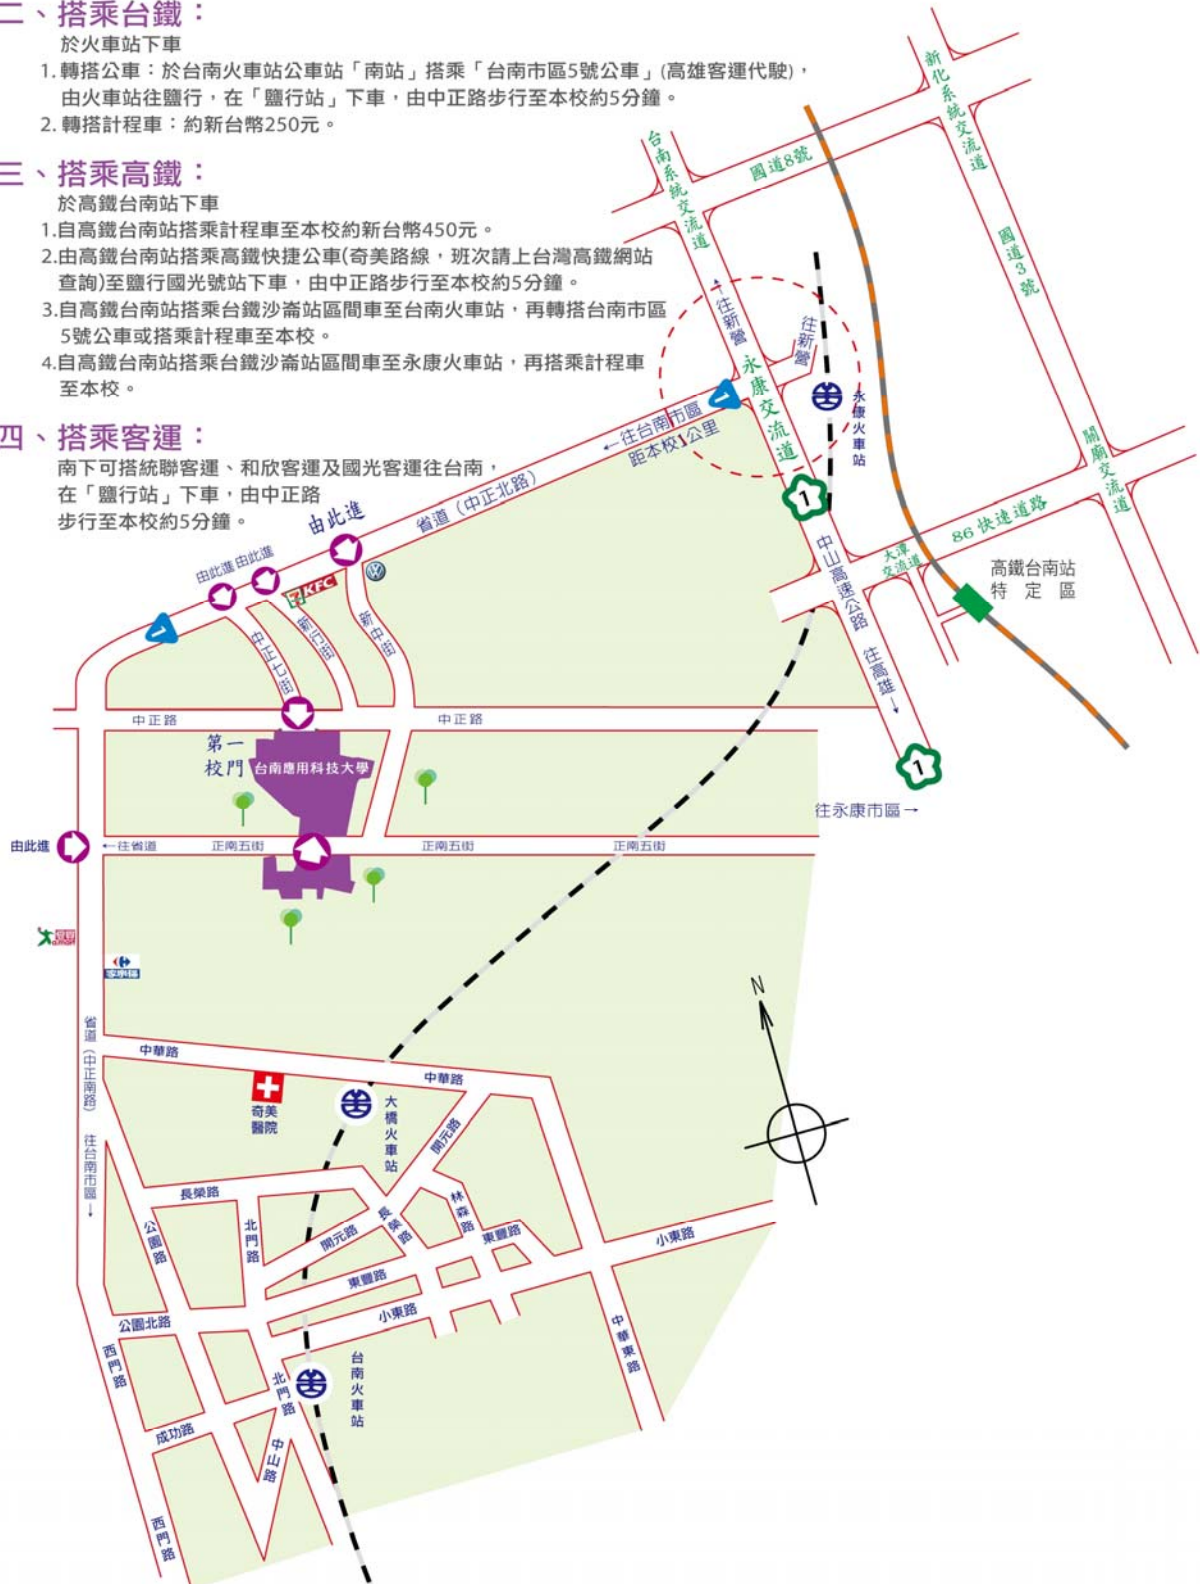 二、搭乘台鐵：
於火車站下車
1. 轉搭公車：於台南火車站公車站「南站」搭乘「台南市區5號公車」(高雄客運代駛)，
由火車站往鹽行，在「鹽行站」下車，由中正路步行至本校約5分鐘。
2. 轉搭計程車：約新台幣250元。
三、搭乘高鐵：
於高鐵台南站下車
1.自高鐵台南站搭乘計程車至本校約新台幣450元。
2.由高鐵台南站搭乘高鐵快捷公車(奇美路線，班次請上台灣高鐵網站
查詢)至鹽行國光號站下車，由中正路步行至本校約5分鐘。
3.自高鐵台南站搭乘台鐵沙崙站區間車至台南火車站，再轉搭台南市區
5號公車或搭乘計程車至本校。
4.自高鐵台南站搭乘台鐵沙崙站區間車至永康火車站，再搭乘計程車
至本校。
四、搭乘客運：
南下可搭統聯客運、和欣客運及國光客運往台南，
在「鹽行站」下車，由中正路
步行至本校約5分鐘。
新化系統交流道
台南系統交流道
國道8號
國道3號
←往新營
往新營
永康交流道
永康火車站
1
←往台南市區
距本校1公里
關廟交流道
1
省道（中正北路）
86 快速道路
大潭
交流道
中山高速公路
高鐵台南站
特 定 區
由此進
由此進
由此進
KFC
7
1
中正七街
新行街
新中街
往高雄→
1
中正路
中正路
第一
校門
台南應用科技大學
往永康市區→
由此進
←往省道
正南五街
正南五街
正南五街
家樂福
N
省道（中正南路）
往台南市區→
中華路
中華路
奇美
醫院
大橋火車站
開元路
長榮路
公園路
北門路
開元路
長榮路
林森路
東豐路
小東路
東豐路
小東路
公園北路
西門路
中華東路
台南火車站
北門路
成功路
中山路
西門路